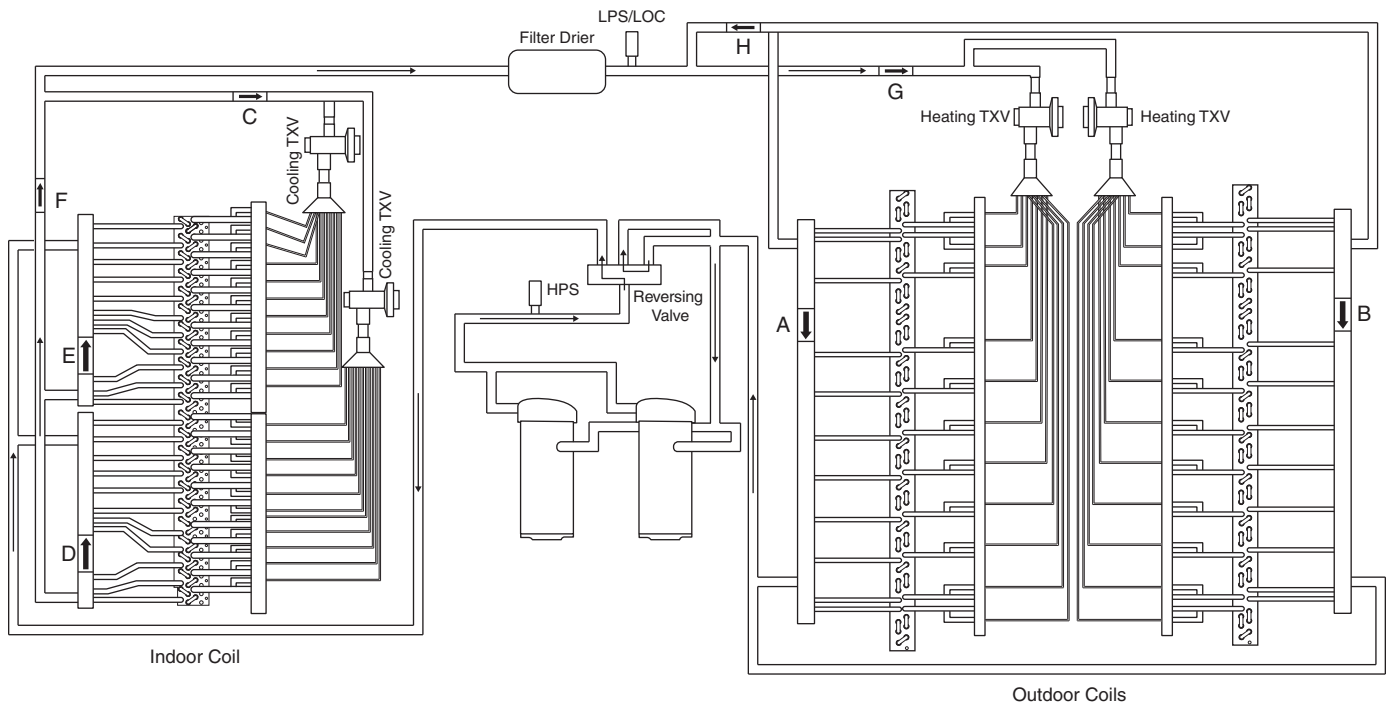 LPS/LOC
Filter Drier
H
G
C
Heating TXV
Heating TXV
Cooling TXV
F
Cooling TXV
HPS
Reversing
Valve
A
B
E
D
Indoor Coil
Outdoor Coils